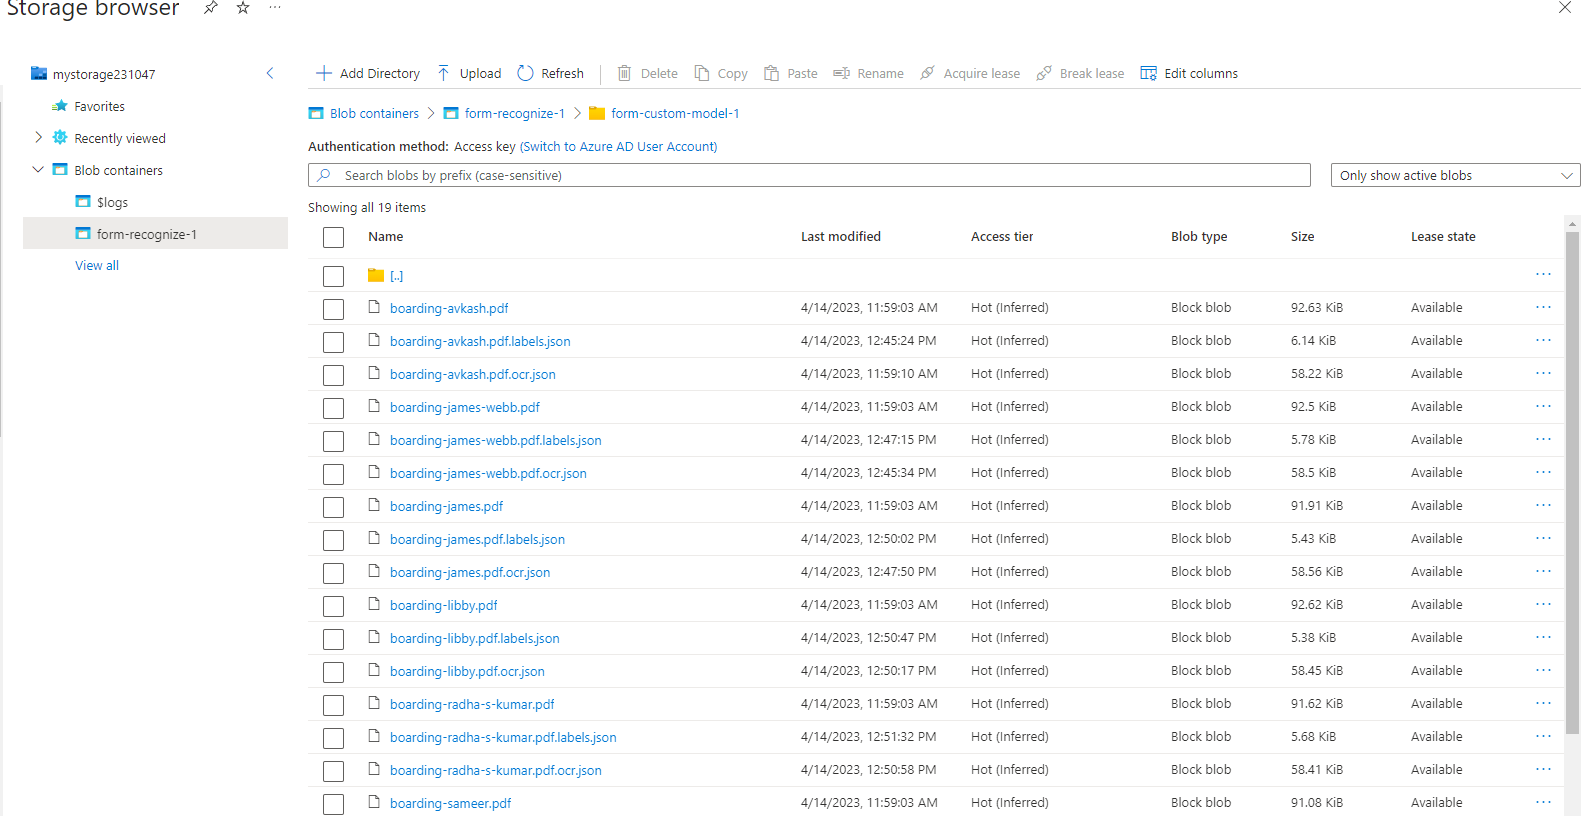 Storage browser
mystorage231047
Favorites
Recently viewed
Blob containers
$logs
form-recognize-1
View all
Add Directory Upload Refresh Delete Copy Paste Rename Acquire lease Break lease Edit columns
Blob containers > form-recognize-1 > form-custom-model-1
Authentication method: Access key (Switch to Azure AD User Account)
Search blobs by prefix (case-sensitive) Only show active blobs
Showing all 19 items
Name Last modified Access tier Blob type Size Lease state
[..]
boarding-avkash.pdf 4/14/2023, 11:59:03 AM Hot (Inferred) Block blob 92.63 KiB Available
boarding-avkash.pdf.labels.json 4/14/2023, 12:45:24 PM Hot (Inferred) Block blob 6.14 KiB Available
boarding-avkash.pdf.ocr.json 4/14/2023, 11:59:10 AM Hot (Inferred) Block blob 58.22 KiB Available
boarding-james-webb.pdf 4/14/2023, 11:59:03 AM Hot (Inferred) Block blob 92.5 KiB Available
boarding-james-webb.pdf.labels.json 4/14/2023, 12:47:15 PM Hot (Inferred) Block blob 5.78 KiB Available
boarding-james-webb.pdf.ocr.json 4/14/2023, 12:45:34 PM Hot (Inferred) Block blob 58.5 KiB Available
boarding-james.pdf 4/14/2023, 11:59:03 AM Hot (Inferred) Block blob 91.91 KiB Available
boarding-james.pdf.labels.json 4/14/2023, 12:50:02 PM Hot (Inferred) Block blob 5.43 KiB Available
boarding-james.pdf.ocr.json 4/14/2023, 12:47:50 PM Hot (Inferred) Block blob 58.56 KiB Available
boarding-libby.pdf 4/14/2023, 11:59:03 AM Hot (Inferred) Block blob 92.62 KiB Available
boarding-libby.pdf.labels.json 4/14/2023, 12:50:47 PM Hot (Inferred) Block blob 5.38 KiB Available
boarding-libby.pdf.ocr.json 4/14/2023, 12:50:17 PM Hot (Inferred) Block blob 58.45 KiB Available
boarding-radha-s-kumar.pdf 4/14/2023, 11:59:03 AM Hot (Inferred) Block blob 91.62 KiB Available
boarding-radha-s-kumar.pdf.labels.json 4/14/2023, 12:51:32 PM Hot (Inferred) Block blob 5.68 KiB Available
boarding-radha-s-kumar.pdf.ocr.json 4/14/2023, 12:50:58 PM Hot (Inferred) Block blob 58.41 KiB Available
boarding-sameer.pdf 4/14/2023, 11:59:03 AM Hot (Inferred) Block blob 91.08 KiB Available